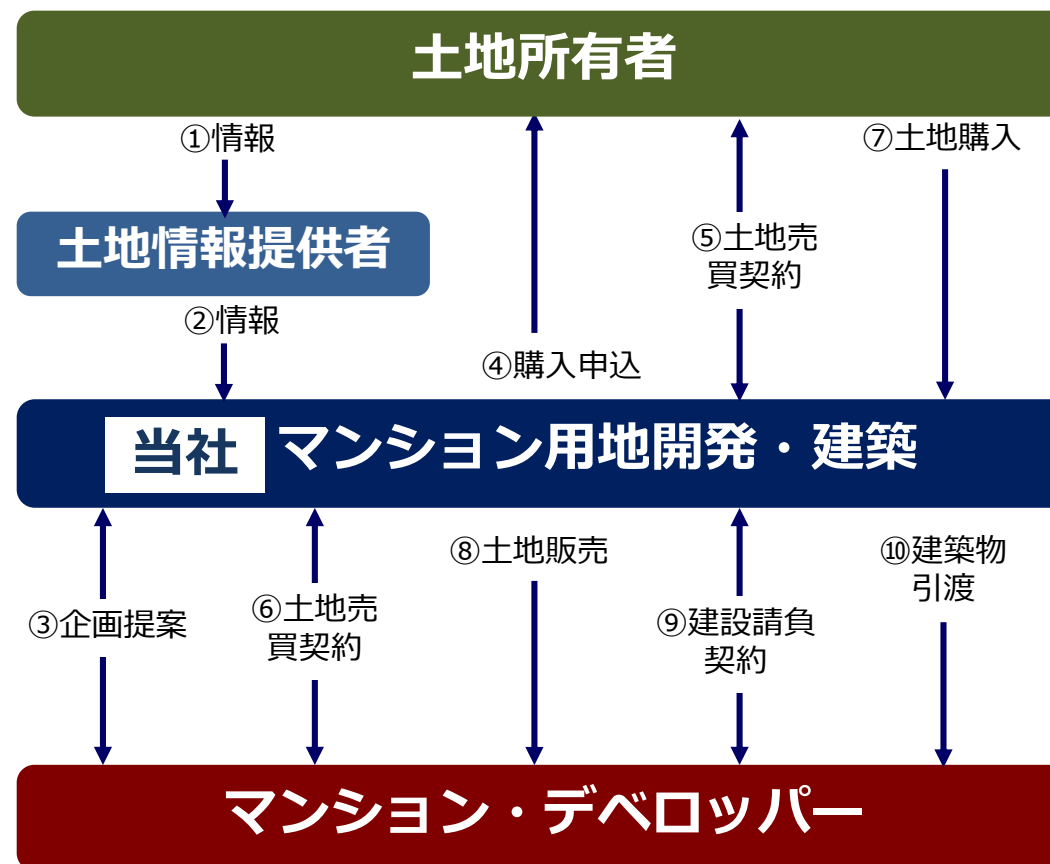 土地所有者
①情報
⑦土地購入
土地情報提供者
⑤土地売
買契約
②情報
④購入申込
当社 マンション用地開発・建築
⑧土地販売
⑩建築物
引渡
③企画提案
⑥土地売
買契約
⑨建設請負
契約
マンション・デベロッパー